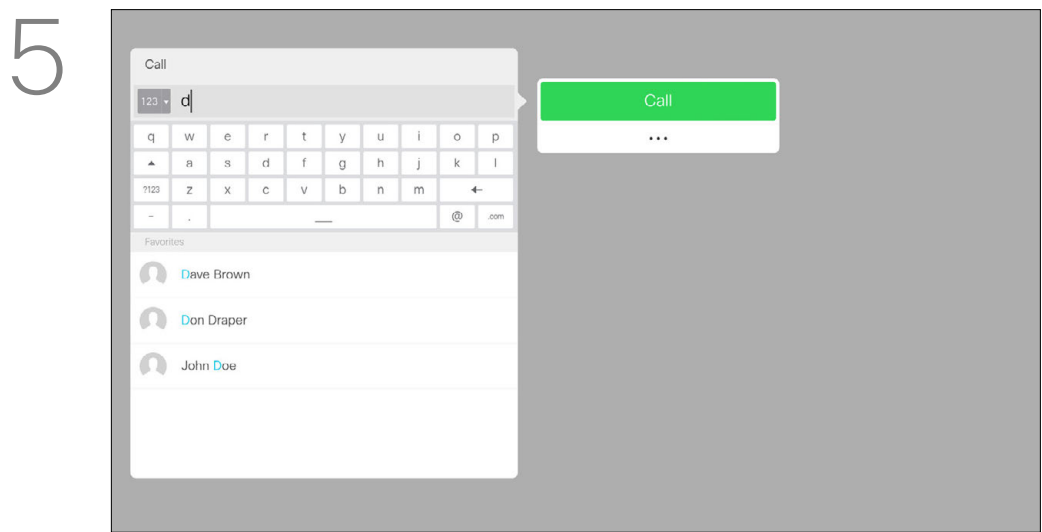 5
Call
123 d
Call
...
q w e r t y u i o p
a s d f g h j k l
?123 z x c v b n m
- . @ .com
Favorites
Dave Brown
Don Draper
John Doe